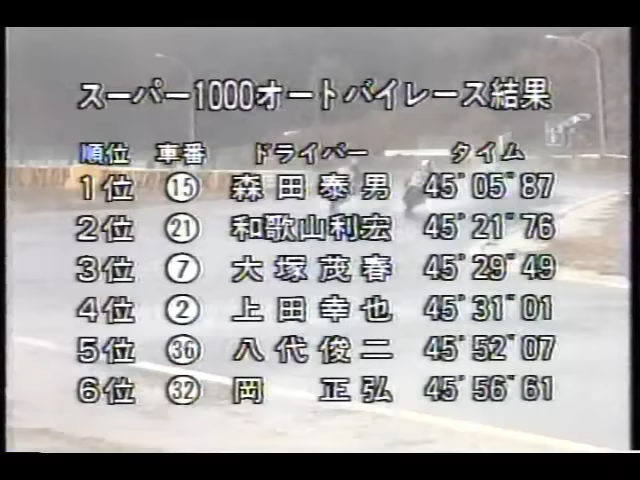 スーパー1000オートバイレース結果
順位 車番 ドライバー タイム
1位 ⑮ 森田泰男 45'05"87
2位 ㉑ 和歌山利宏 45'21"76
3位 ⑦ 大塚茂春 45'29"49
4位 ② 上田幸也 45'31"01
5位 ㊱ 八代俊二 45'52"07
6位 ㉜ 岡 正弘 45'56"61